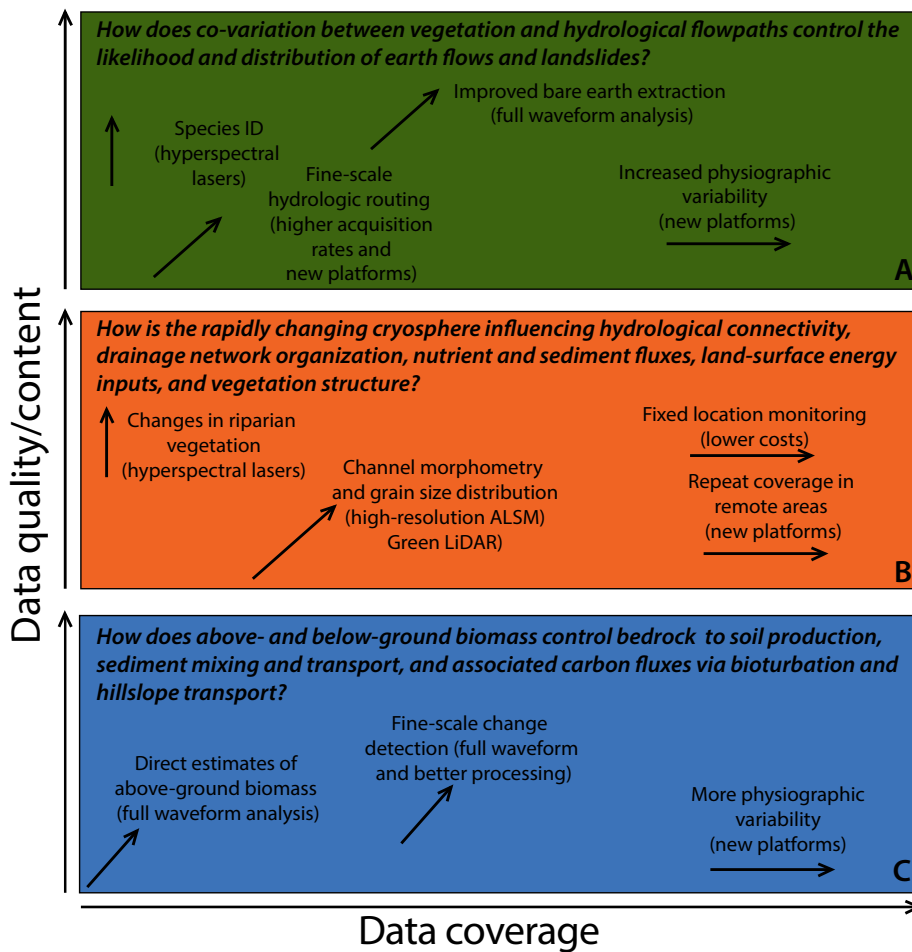 How does co-variation between vegetation and hydrological flowpaths control the
likelihood and distribution of earth flows and landslides?
Improved bare earth extraction
(full waveform analysis)
Species ID
(hyperspectral
lasers)
Fine-scale
hydrologic routing
(higher acquisition
rates and
new platforms)
Increased physiographic
variability
(new platforms)
A
How is the rapidly changing cryosphere influencing hydrological connectivity,
drainage network organization, nutrient and sediment fluxes, land-surface energy
inputs, and vegetation structure?
Changes in riparian
vegetation
(hyperspectral lasers)
Channel morphometry
and grain size distribution
(high-resolution ALSM)
Green LiDAR)
Fixed location monitoring
(lower costs)
Repeat coverage in
remote areas
(new platforms)
B
How does above- and below-ground biomass control bedrock to soil production,
sediment mixing and transport, and associated carbon fluxes via bioturbation and
hillslope transport?
Direct estimates of
above-ground biomass
(full waveform analysis)
Fine-scale change
detection (full waveform
and better processing)
More physiographic
variability
(new platforms)
C
Data quality/content
Data coverage